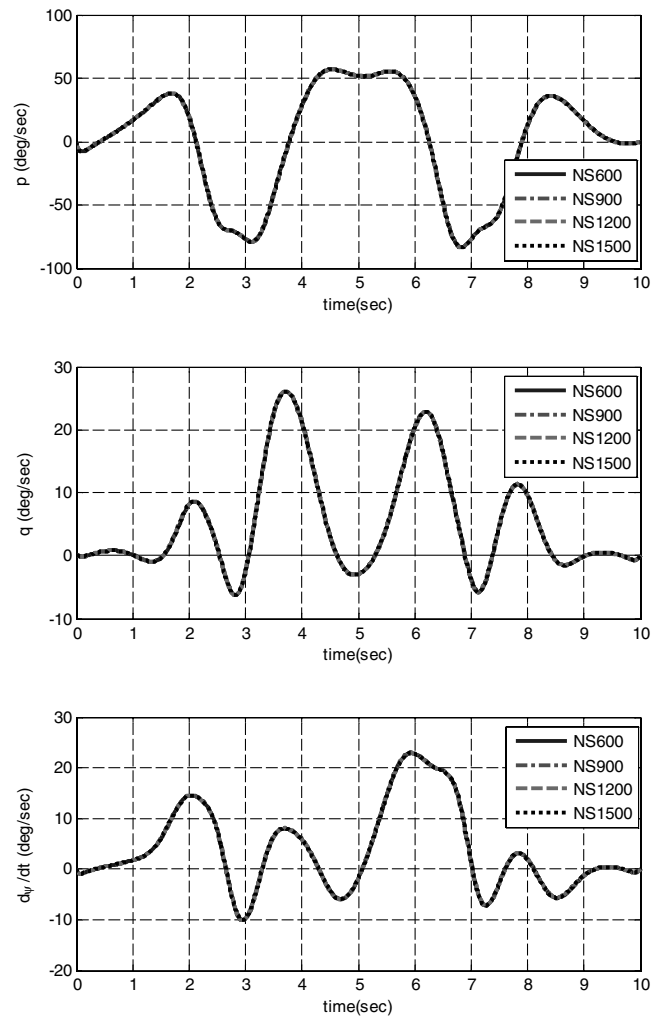 100
50
0
-50
-100
p (deg/sec)
NS600
NS900
NS1200
NS1500
0 1 2 3 4 5 6 7 8 9 10
time(sec)
30
20
10
0
-10
q (deg/sec)
NS600
NS900
NS1200
NS1500
0 1 2 3 4 5 6 7 8 9 10
time(sec)
30
20
10
0
-10
-20
dψ/dt (deg/sec)
NS600
NS900
NS1200
NS1500
0 1 2 3 4 5 6 7 8 9 10
time(sec)